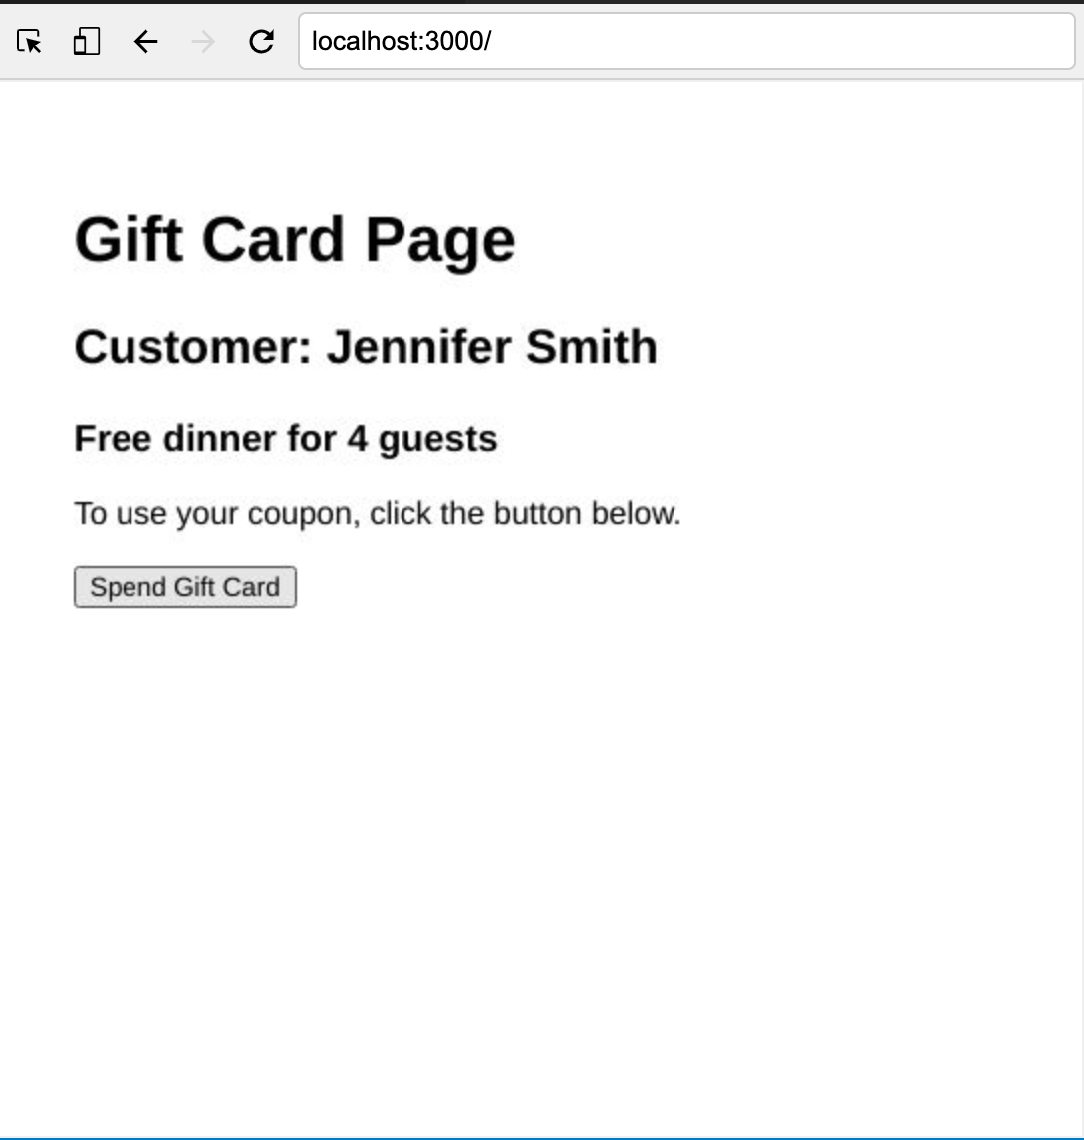 localhost:3000/
Gift Card Page
Customer: Jennifer Smith
Free dinner for 4 guests
To use your coupon, click the button below.
Spend Gift Card